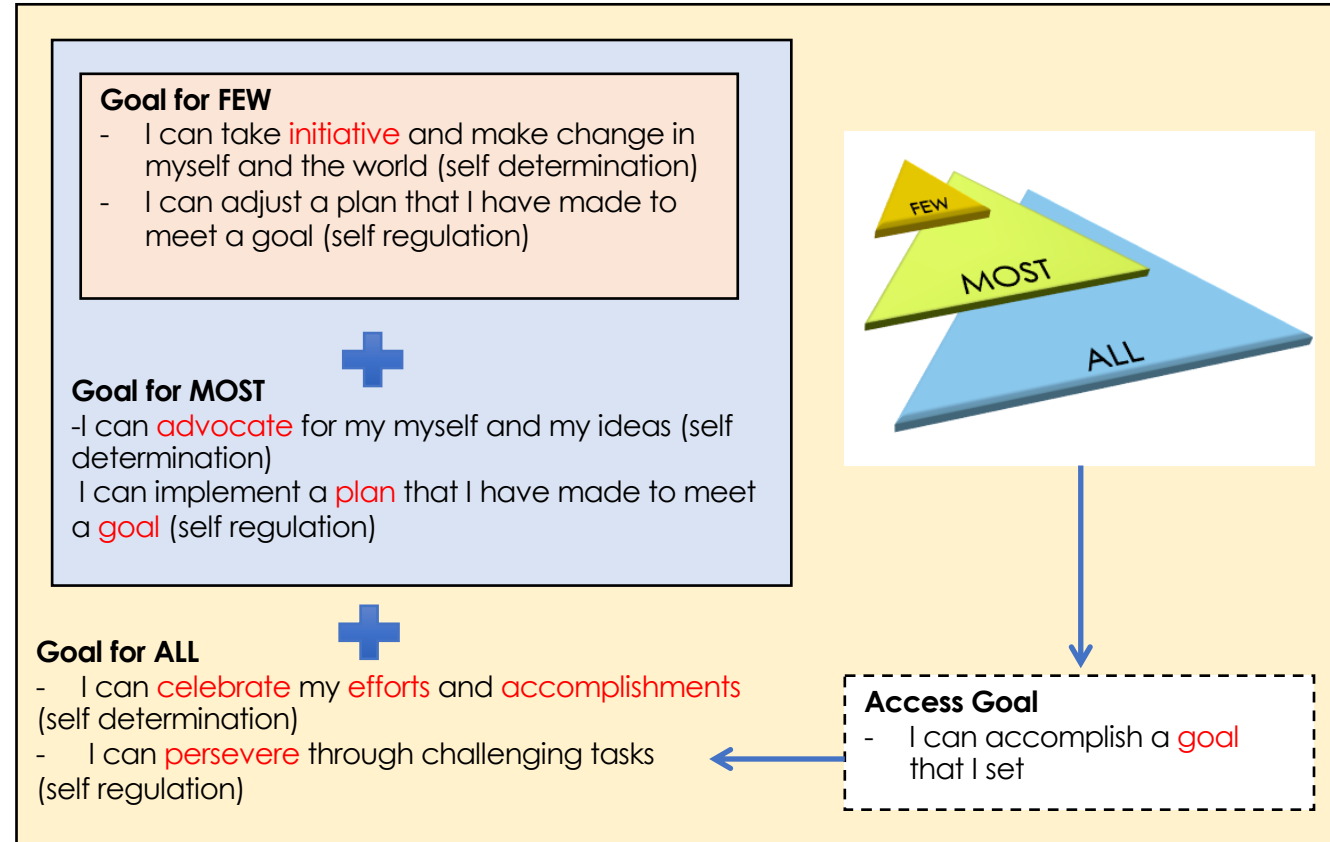 Goal for FEW
- I can take initiative and make change in
myself and the world (self determination)
- I can adjust a plan that I have made to
meet a goal (self regulation)
Goal for MOST
-I can advocate for my myself and my ideas (self
determination)
I can implement a plan that I have made to meet
a goal (self regulation)
Goal for ALL
- I can celebrate my efforts and accomplishments
(self determination)
- I can persevere through challenging tasks
(self regulation)
FEW
MOST
ALL
Access Goal
- I can accomplish a goal
that I set